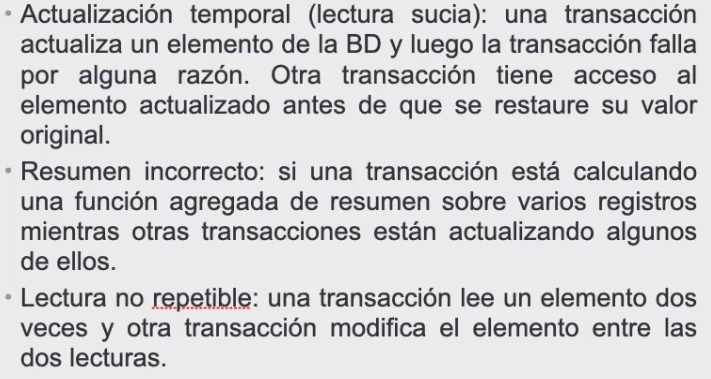 • Actualización temporal (lectura sucia): una transacción
actualiza un elemento de la BD y luego la transacción falla
por alguna razón. Otra transacción tiene acceso al
elemento actualizado antes de que se restaure su valor
original.
• Resumen incorrecto: si una transacción está calculando
una función agregada de resumen sobre varios registros
mientras otras transacciones están actualizando algunos
de ellos.
• Lectura no repetible: una transacción lee un elemento dos
veces y otra transacción modifica el elemento entre las
dos lecturas.